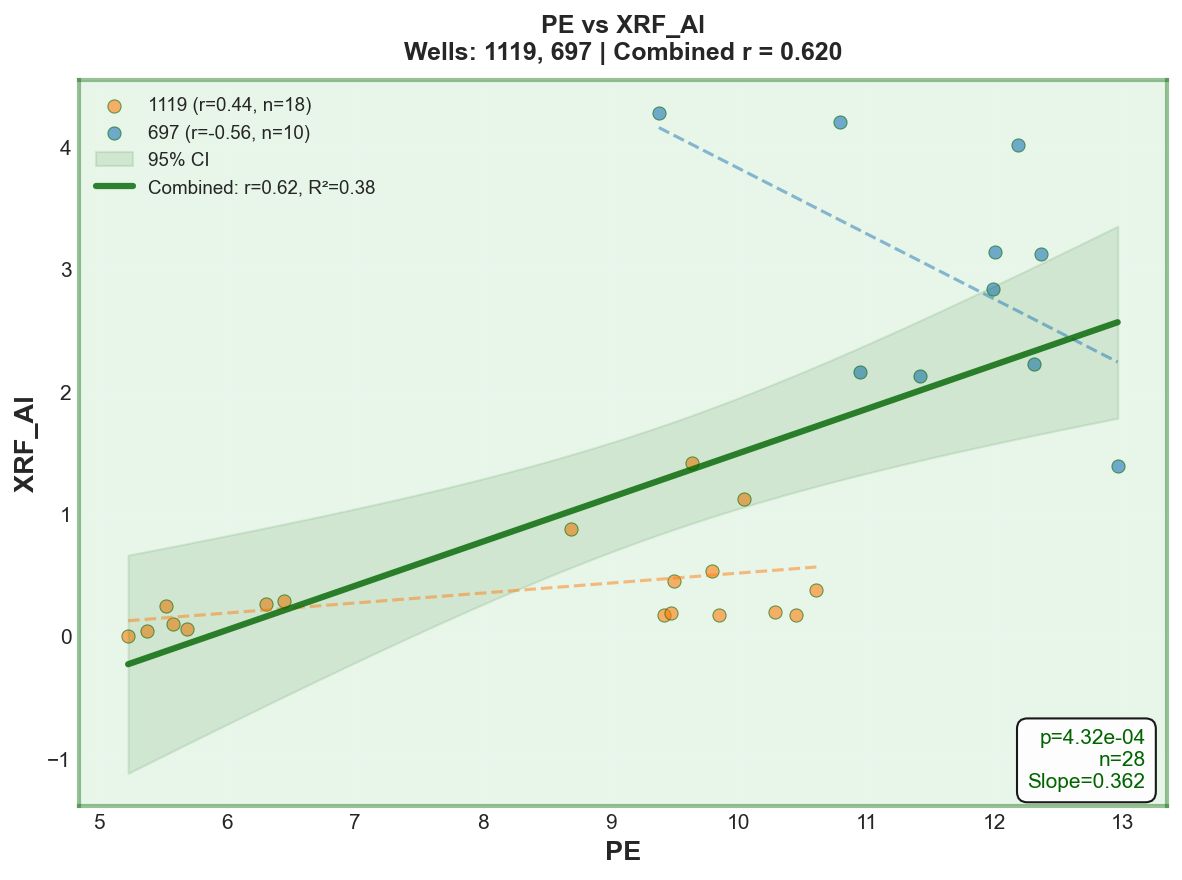 PE vs XRF_Al
Wells: 1119, 697 | Combined r = 0.620
1119 (r=0.44, n=18)
697 (r=-0.56, n=10)
95% CI
Combined: r=0.62, R²=0.38
XRF_Al
4
3
2
1
0
−1
p=4.32e-04
n=28
Slope=0.362
5 6 7 8 9 10 11 12 13
PE